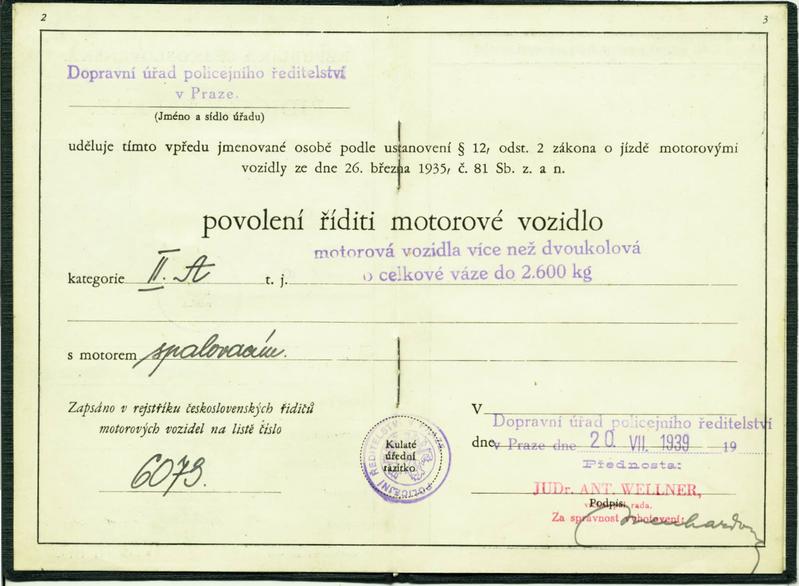 2
3
Dopravní úřad policejního ředitelství
v Praze.
(Jméno a sídlo úřadu)
uděluje tímto vpředu jmenované osobě podle ustanovení § 12, odst. 2 zákona o jízdě motorovými
vozidly ze dne 26. března 1935, č. 81 Sb. z. a n.
povolení říditi motorové vozidlo
motorová vozidla více než dvoukolová
kategorie II. A t. j. o celkové váze do 2.600 kg
s motorem spalovacím.
Zapsáno v rejstříku československých řidičů
motorových vozidel na listě číslo
6079.
Kulaté
úřední
razítko
POLICEJNÍ ŘEDITELSTVÍ V PRAZE
V Dopravní úřad policejního ředitelství
dne v Praze dne 20. VII. 1939 19
Přednosta:
JUDr. ANT. WELLNER,
rada.
Podpis:
Za správnost vyhotovení: